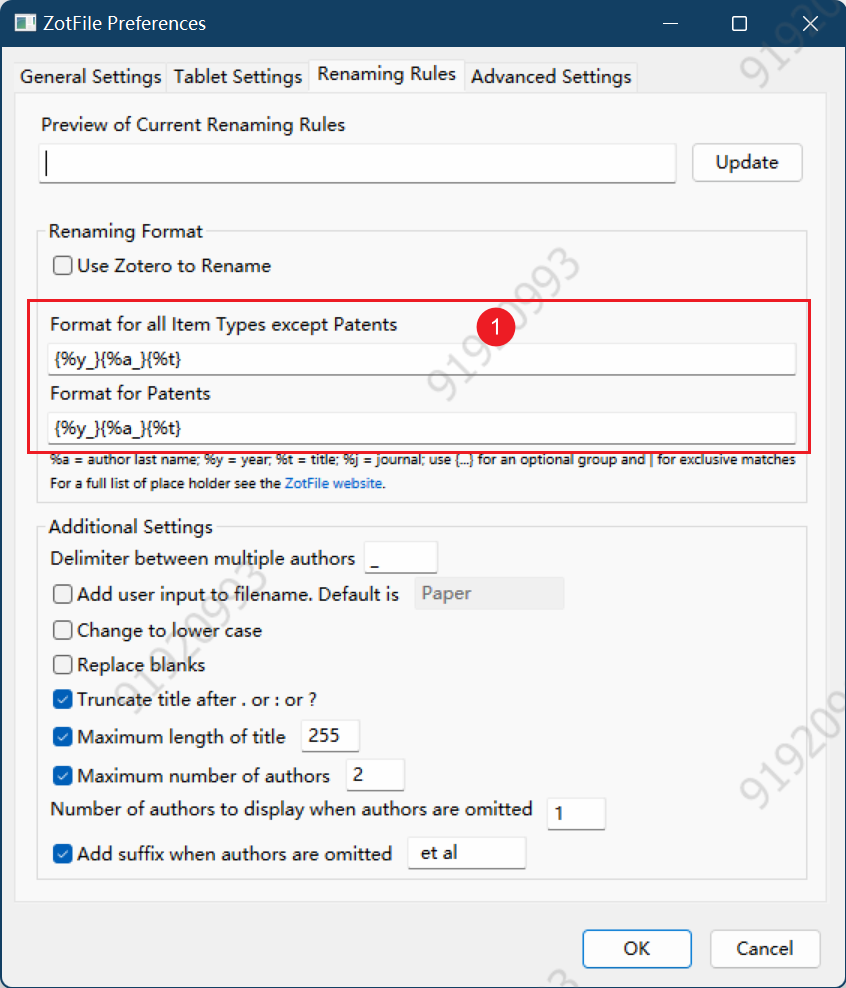 ZotFile Preferences
General Settings Tablet Settings Renaming Rules Advanced Settings
Preview of Current Renaming Rules
Update
Renaming Format
Use Zotero to Rename
Format for all Item Types except Patents
1
{%y_}{%a_}{%t}
Format for Patents
{%y_}{%a_}{%t}
%a = author last name; %y = year; %t = title; %j = journal; use {...} for an optional group and | for exclusive matches
For a full list of place holder see the ZotFile website.
Additional Settings
Delimiter between multiple authors _
Add user input to filename. Default is Paper
Change to lower case
Replace blanks
Truncate title after . or : or ?
Maximum length of title 255
Maximum number of authors 2
Number of authors to display when authors are omitted 1
Add suffix when authors are omitted et al
OK Cancel
91920993
91920993